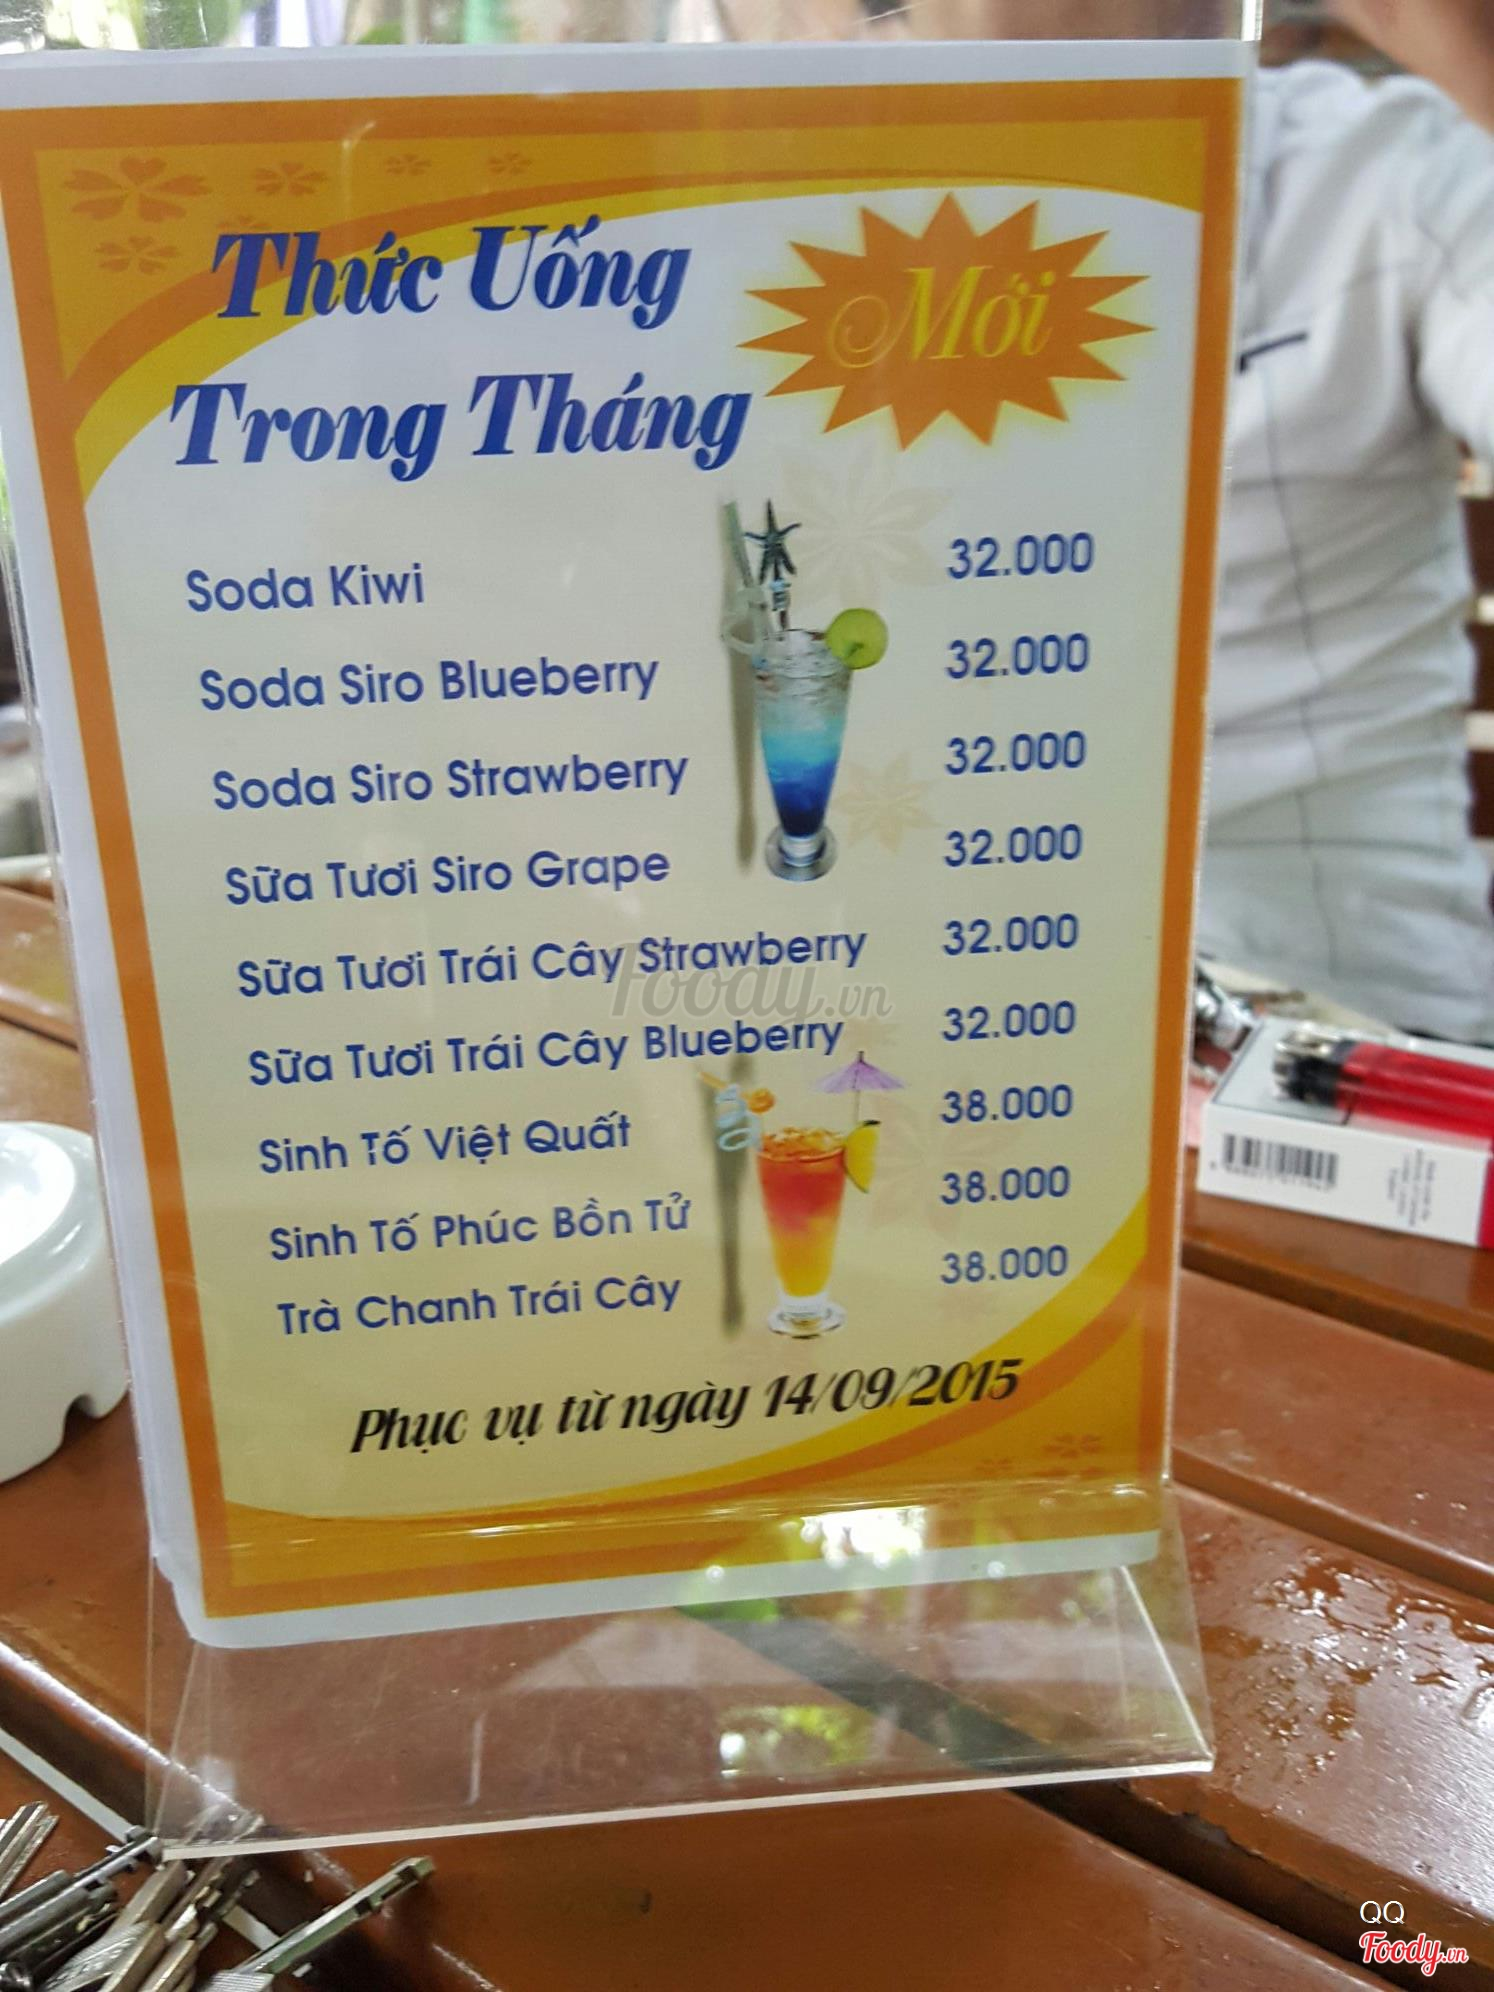 Thức Uống
Trong Tháng
Mới
Soda Kiwi 32.000
Soda Siro Blueberry 32.000
Soda Siro Strawberry 32.000
Sữa Tươi Siro Grape 32.000
Sữa Tươi Trái Cây Strawberry 32.000
Sữa Tươi Trái Cây Blueberry 32.000
Sinh Tố Việt Quất 38.000
Sinh Tố Phúc Bồn Tử 38.000
Trà Chanh Trái Cây 38.000
Phục vụ từ ngày 14/09/2015
Foody.vn
QQ
Foody.vn